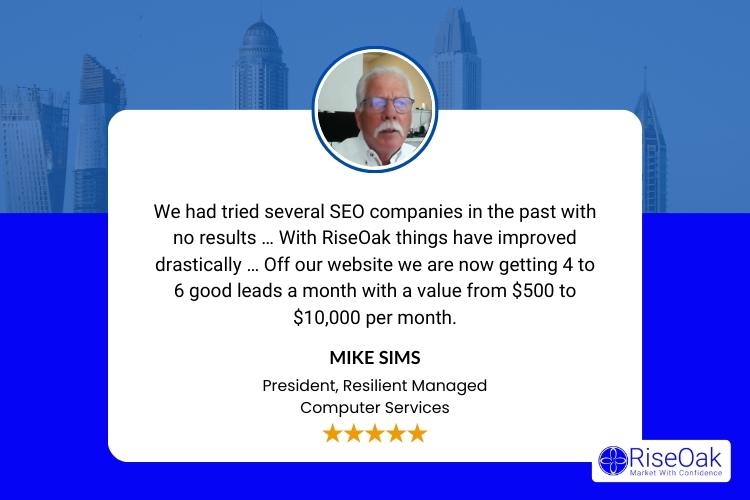 We had tried several SEO companies in the past with
no results ... With RiseOak things have improved
drastically ... Off our website we are now getting 4 to
6 good leads a month with a value from $500 to
$10,000 per month.
MIKE SIMS
President, Resilient Managed
Computer Services
RiseOak
Market With Confidence